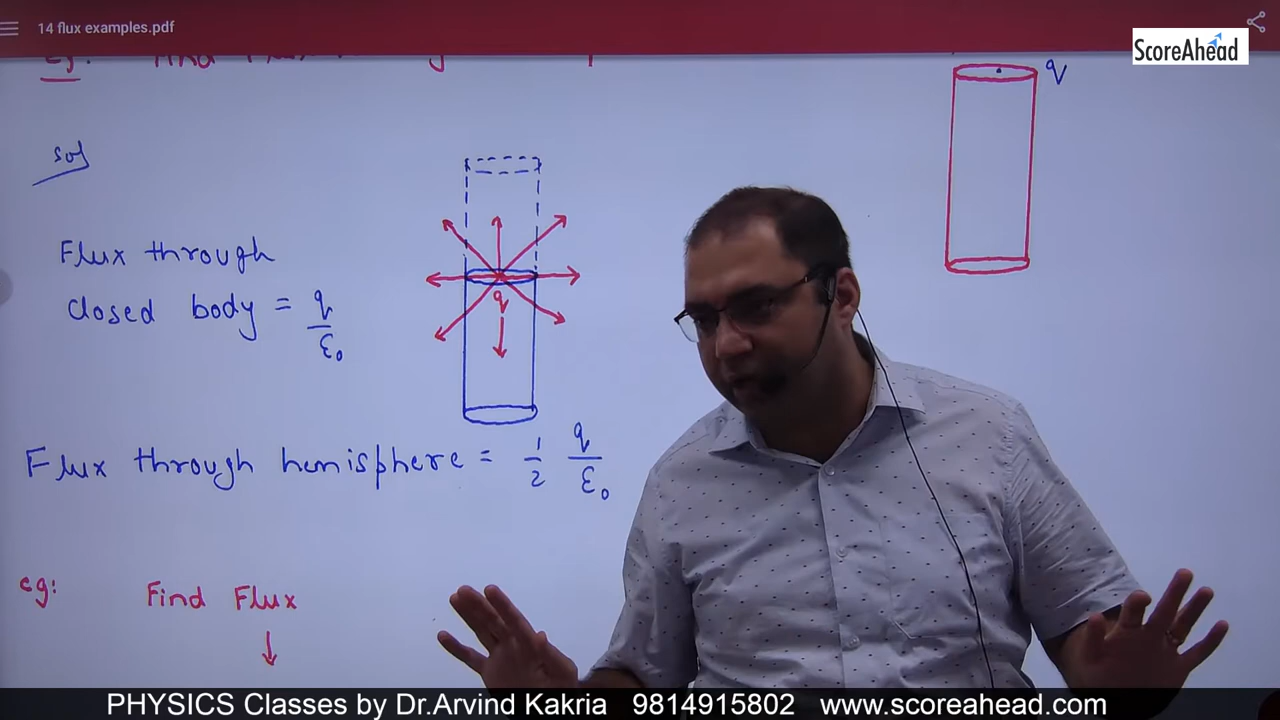 14 flux examples.pdf
ScoreAhead
eg:
q
Sol
Flux through
closed body = q/ε₀
q
Flux through hemisphere = 1/2 q/ε₀
eg: Find Flux
PHYSICS Classes by Dr.Arvind Kakria 9814915802 www.scoreahead.com